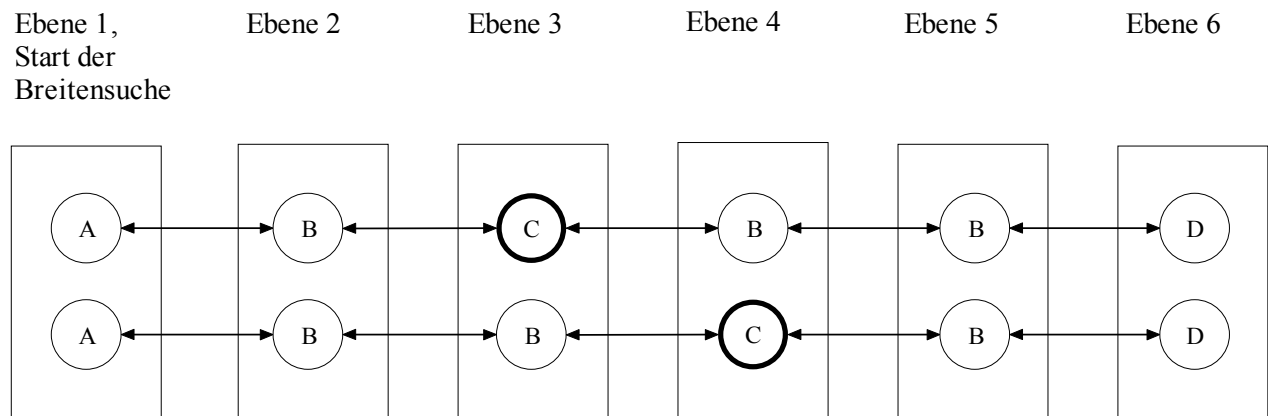 Ebene 1,
Start der
Breitensuche
Ebene 2
Ebene 3
Ebene 4
Ebene 5
Ebene 6
A B C B B D
A B B C B D